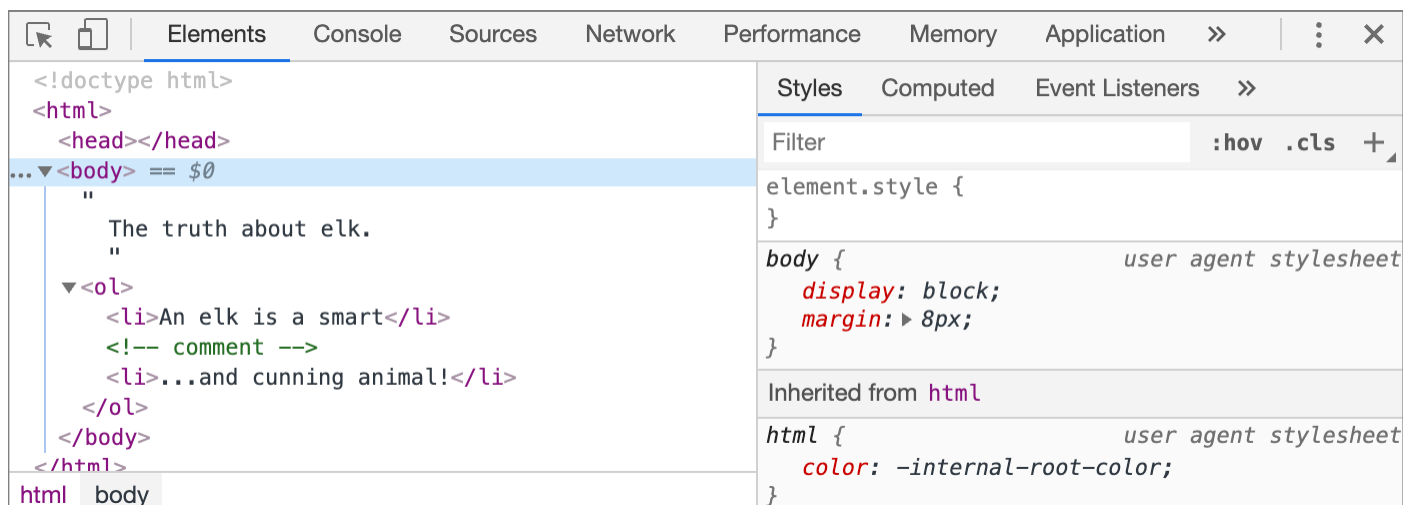 Elements Console Sources Network Performance Memory Application »
<!doctype html>
<html>
<head></head>
... ▼<body> == $0
"
The truth about elk.
"
▼<ol>
<li>An elk is a smart</li>
<!-- comment -->
<li>...and cunning animal!</li>
</ol>
</body>
</html>
html body
Styles Computed Event Listeners »
Filter :hov .cls +
element.style {
}
body { user agent stylesheet
display: block;
margin: ▶ 8px;
}
Inherited from html
html { user agent stylesheet
color: -internal-root-color;
}